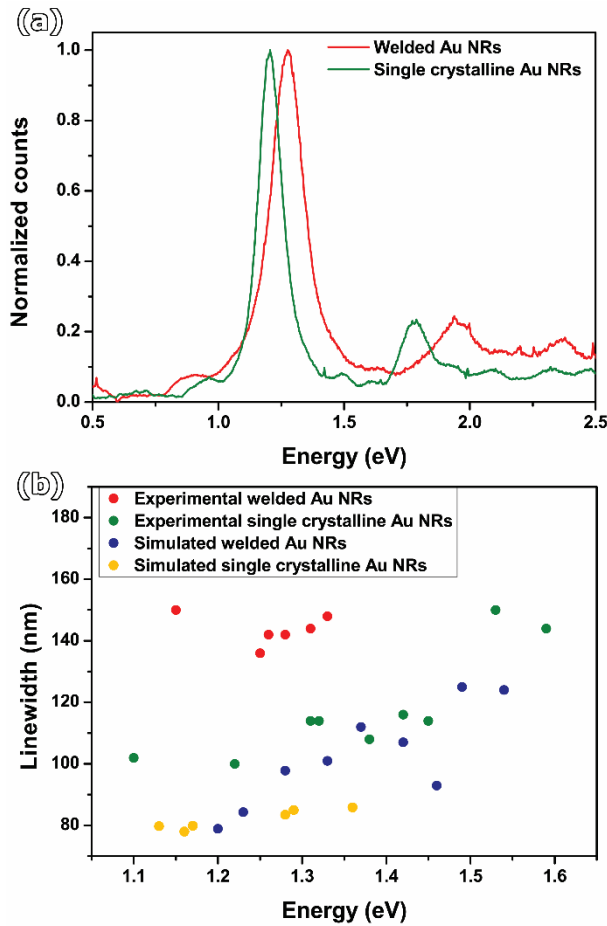 (a)
Welded Au NRs
Single crystalline Au NRs
Normalized counts
1.0
0.8
0.6
0.4
0.2
0.0
0.5 1.0 1.5 2.0 2.5
Energy (eV)
(b)
Experimental welded Au NRs
Experimental single crystalline Au NRs
Simulated welded Au NRs
Simulated single crystalline Au NRs
Linewidth (nm)
180
160
140
120
100
80
1.1 1.2 1.3 1.4 1.5 1.6
Energy (eV)